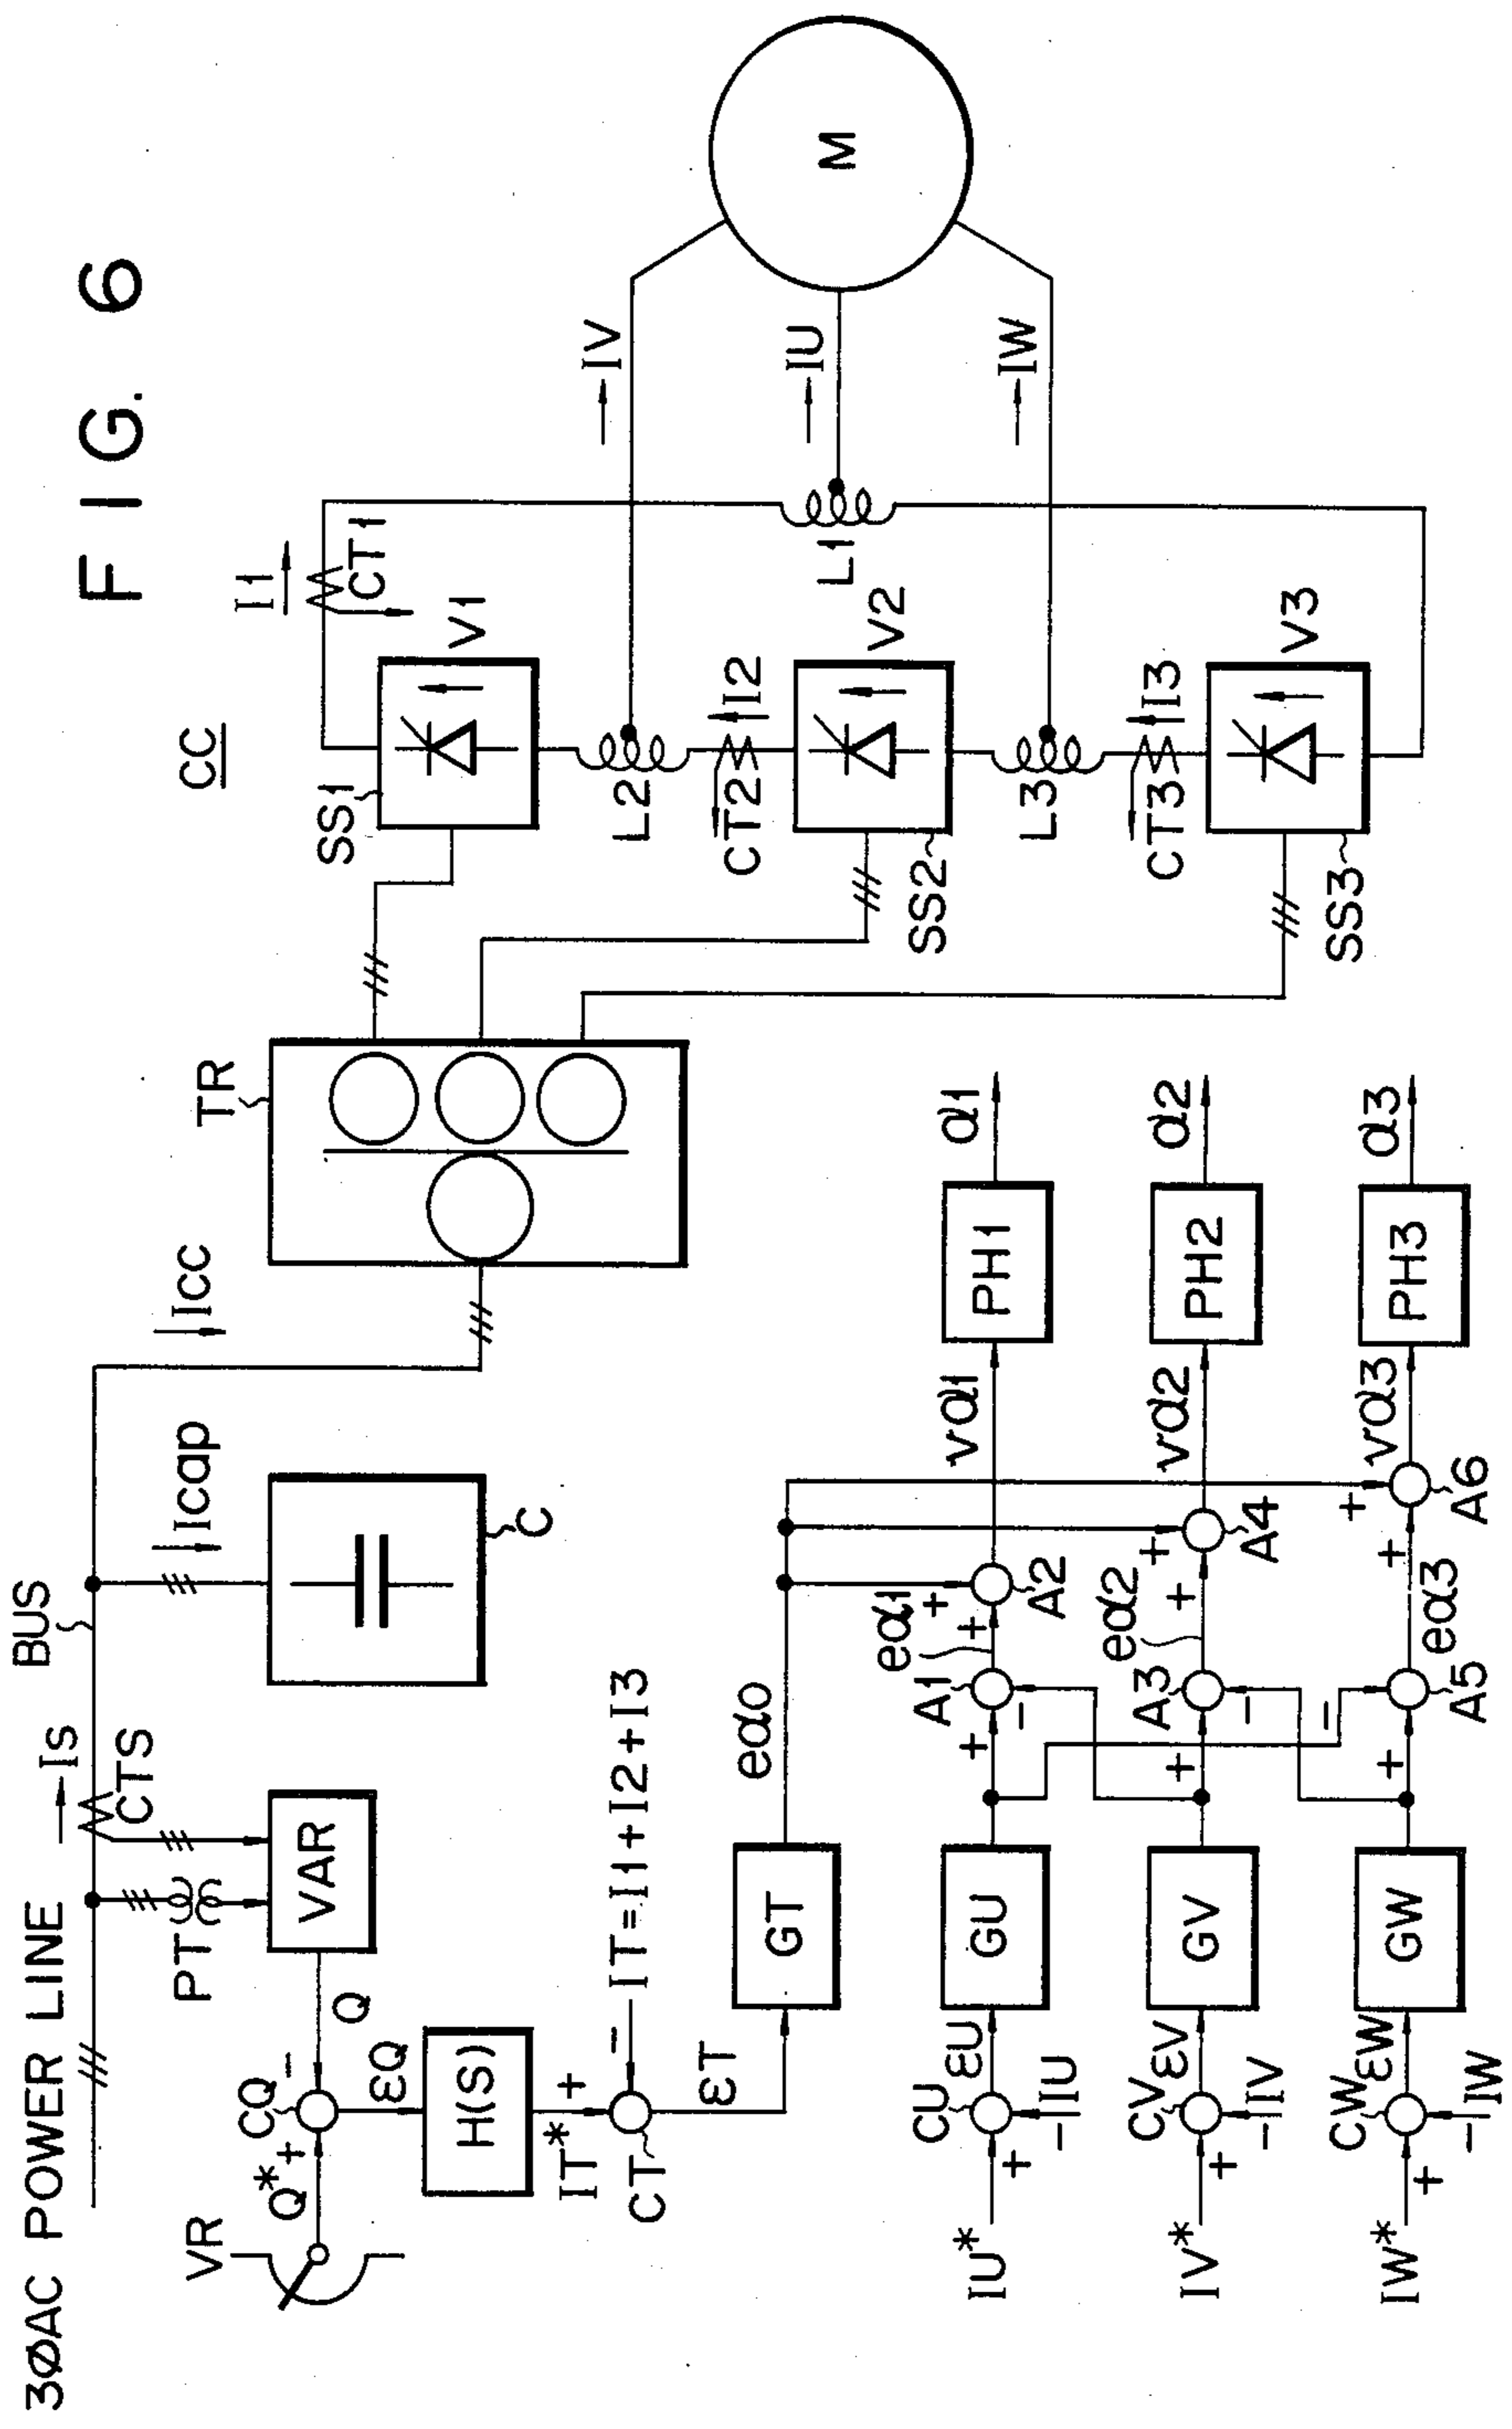 FIG. 6
3ØAC POWER LINE
IS
BUS
CTS
PT
VAR
Icap
C
ICC
TR
CC
SS1
V1
I1
CT1
L2
CT2
I2
V2
SS2
L3
CT3
I3
V3
SS3
L1
IV
IU
IW
M
VR
Q*
+
CQ
-
Q
εQ
H(S)
IT*
+
CT
-
IT=I1+I2+I3
εT
GT
eα0
IU*
+
CU
-IU
εU
GU
+
A1
-
eα1
+
+
A2
vα1
PH1
α1
IV*
+
CV
-IV
εV
GV
+
A3
-
eα2
+
+
A4
vα2
PH2
α2
IW*
+
CW
-IW
εW
GW
+
A5
-
eα3
+
+
A6
vα3
PH3
α3